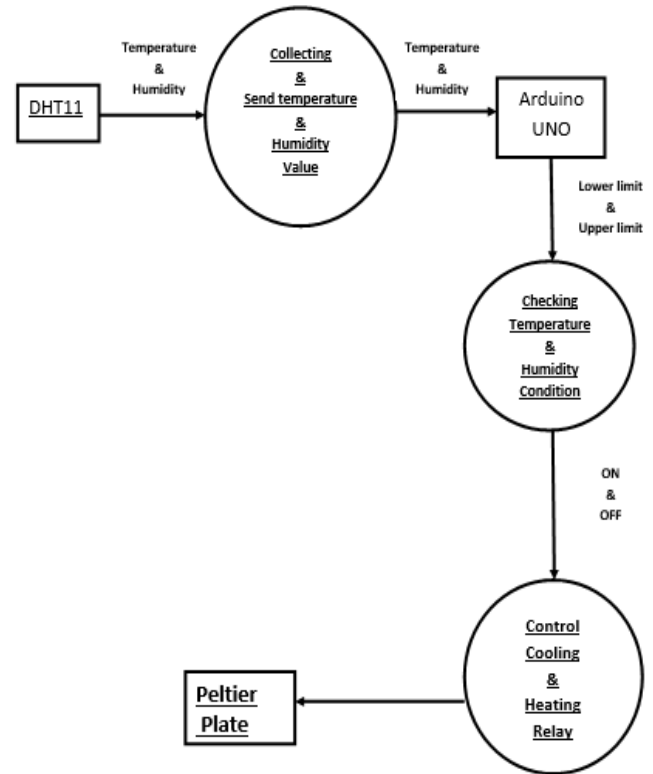 DHT11
Temperature
&
Humidity
Collecting
&
Send temperature
&
Humidity
Value
Temperature
&
Humidity
Arduino
UNO
Lower limit
&
Upper limit
Checking
Temperature
&
Humidity
Condition
ON
&
OFF
Control
Cooling
&
Heating
Relay
Peltier
Plate